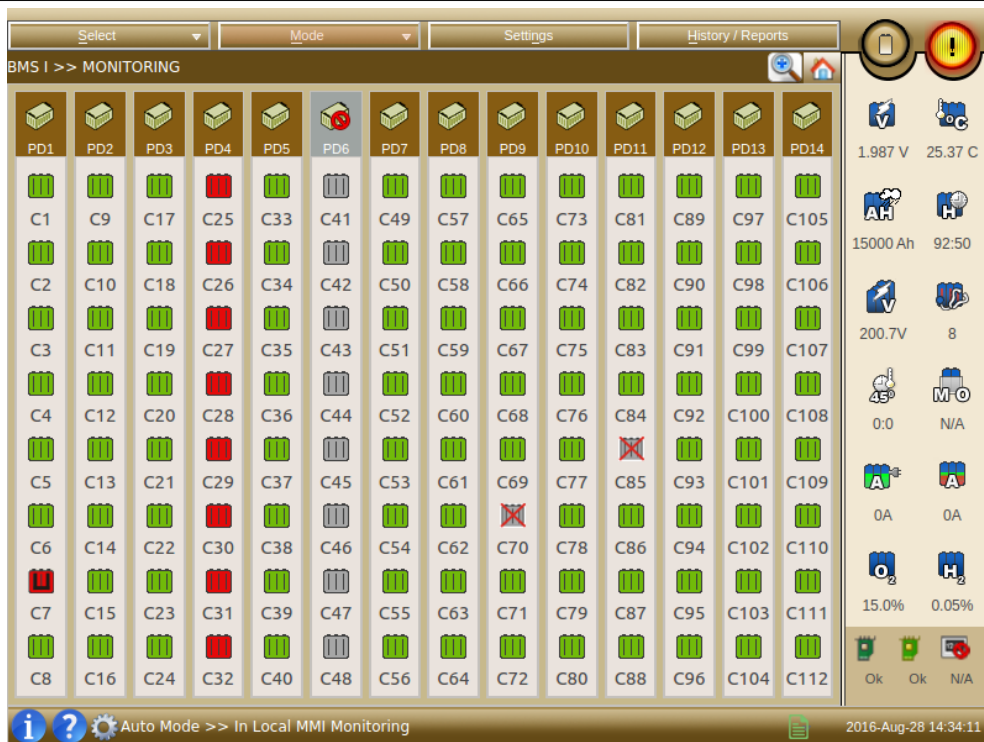 Select Mode Settings History / Reports
BMS I >> MONITORING
PD1 PD2 PD3 PD4 PD5 PD6 PD7 PD8 PD9 PD10 PD11 PD12 PD13 PD14
C1 C9 C17 C25 C33 C41 C49 C57 C65 C73 C81 C89 C97 C105
C2 C10 C18 C26 C34 C42 C50 C58 C66 C74 C82 C90 C98 C106
C3 C11 C19 C27 C35 C43 C51 C59 C67 C75 C83 C91 C99 C107
C4 C12 C20 C28 C36 C44 C52 C60 C68 C76 C84 C92 C100 C108
C5 C13 C21 C29 C37 C45 C53 C61 C69 C77 C85 C93 C101 C109
C6 C14 C22 C30 C38 C46 C54 C62 C70 C78 C86 C94 C102 C110
C7 C15 C23 C31 C39 C47 C55 C63 C71 C79 C87 C95 C103 C111
C8 C16 C24 C32 C40 C48 C56 C64 C72 C80 C88 C96 C104 C112
!
V °C
1.987 V 25.37 C
AH H
15000 Ah 92:50
V
200.7V 8
45° M-O
0:0 N/A
A A
0A 0A
O2 H2
15.0% 0.05%
Ok Ok N/A
i ? Auto Mode >> In Local MMI Monitoring
2016-Aug-28 14:34:11